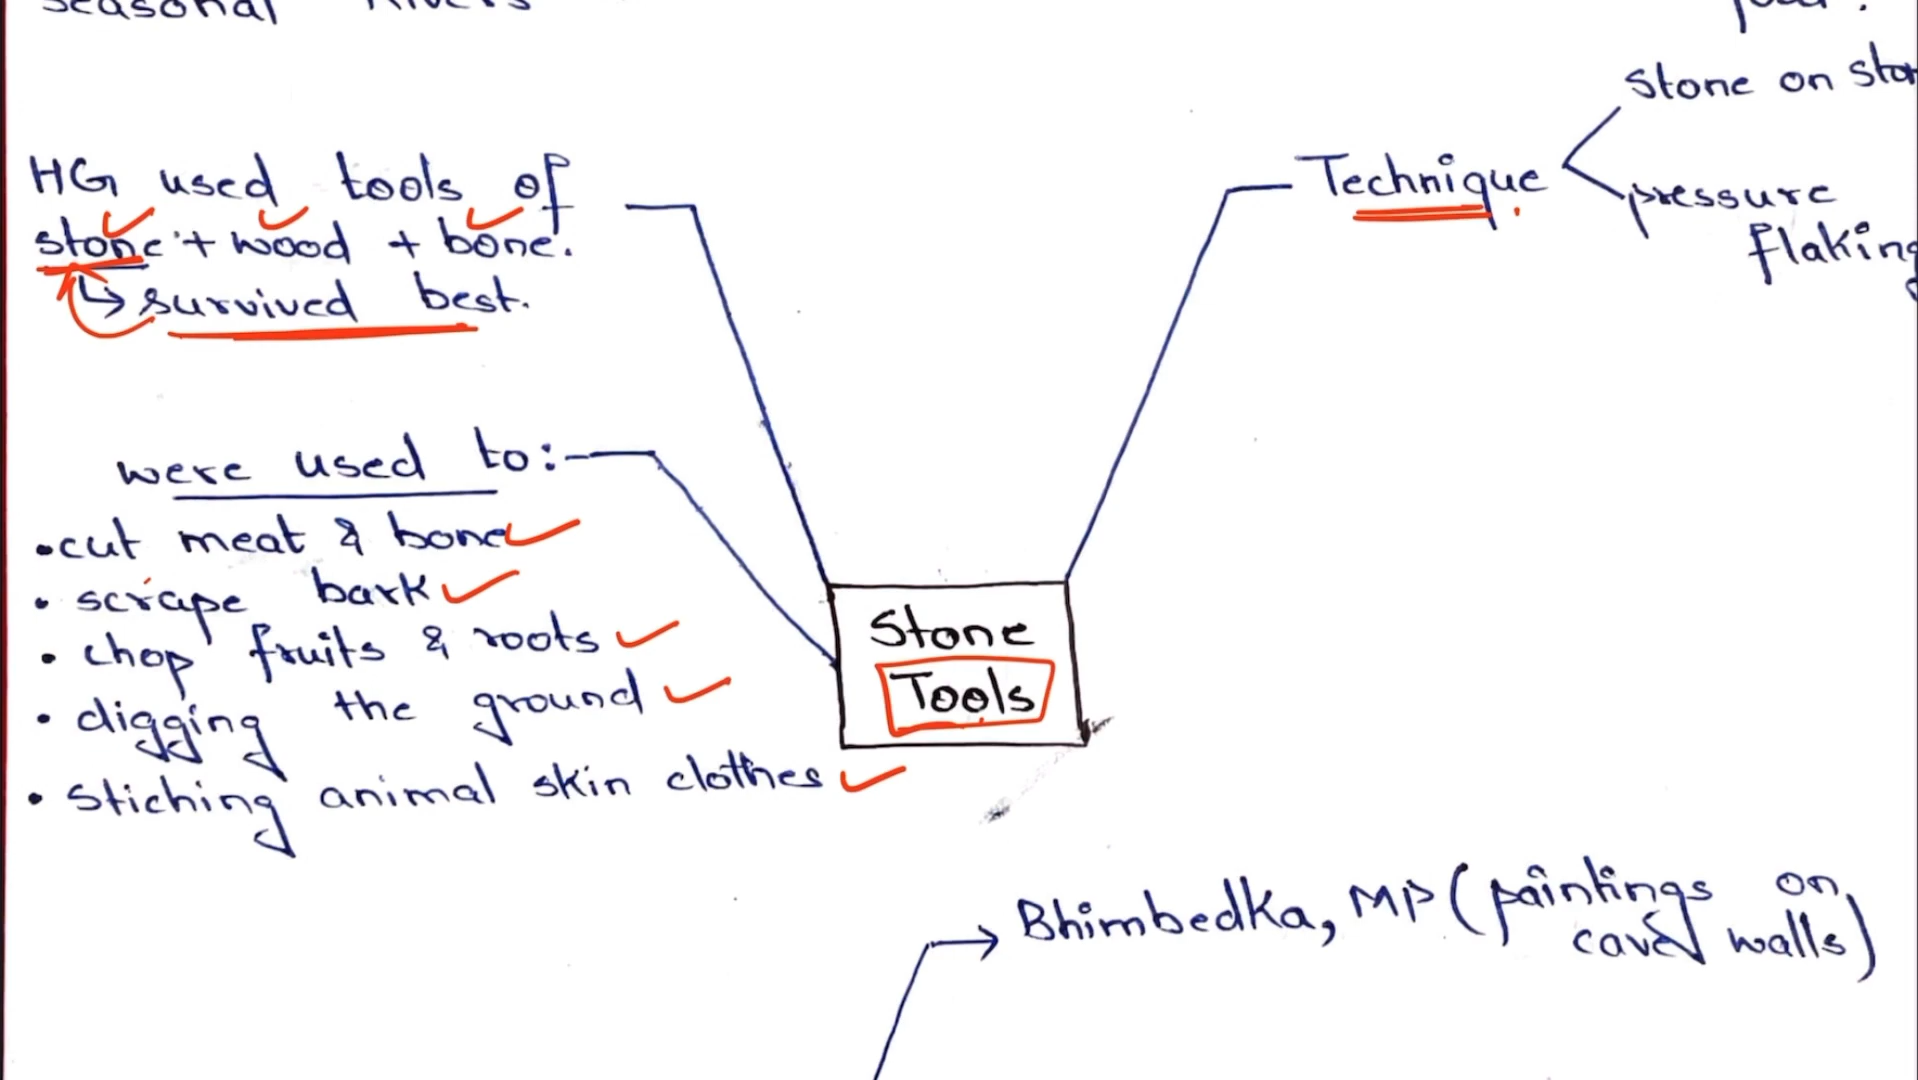 seasonal Rivers
HG used tools of
stone + wood + bone.
↳ survived best.
were used to:
•cut meat & bone
• scrape bark
• chop fruits & roots
• digging the ground
• Stiching animal skin clothes
Stone
Tools
Technique
Stone on
pressure
flaking
Bhimbedka, MP (paintings on
cave walls)